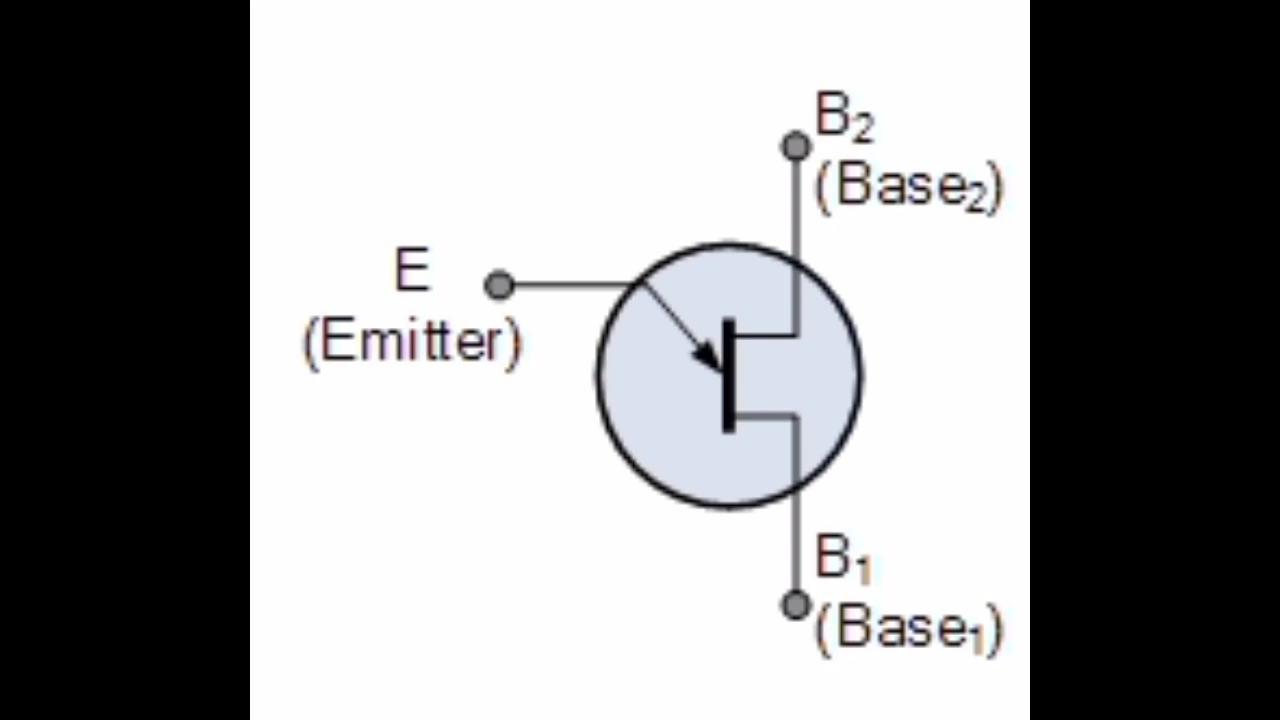 B₂
(Base₂)
E
(Emitter)
B₁
(Base₁)